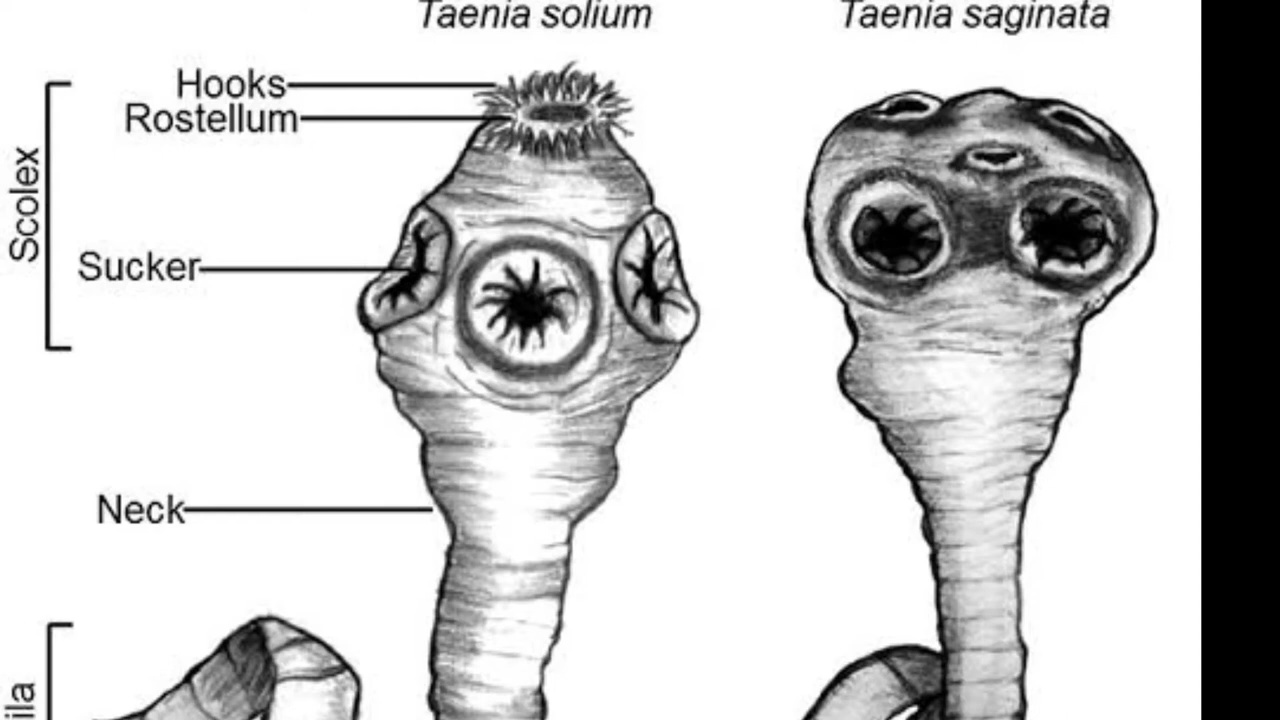 Taenia solium
Taenia saginata
Hooks
Rostellum
Scolex
Sucker
Neck